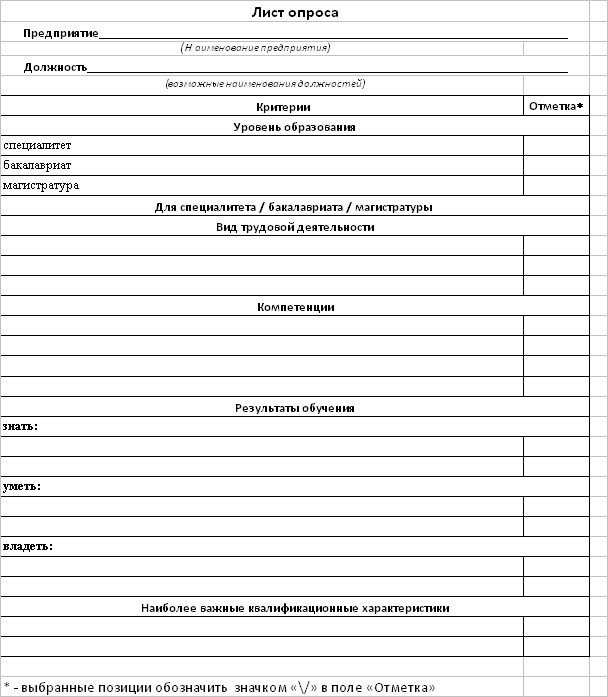 Лист опроса
Предприятие
(Наименование предприятия)
Должность
(возможные наименования должностей)
Критерии Отметка*
Уровень образования
специалитет
бакалавриат
магистратура
Для специалитета / бакалавриата / магистратуры
Вид трудовой деятельности
Компетенции
Результаты обучения
знать:
уметь:
владеть:
Наиболее важные квалификационные характеристики
* - выбранные позиции обозначить значком «\/» в поле «Отметка»